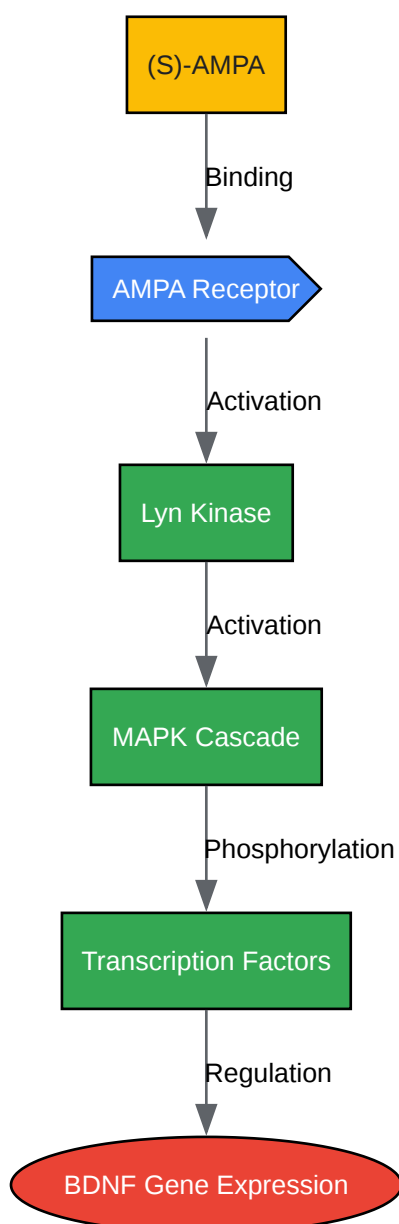 (S)-AMPA
Binding
AMPA Receptor
Activation
Lyn Kinase
Activation
MAPK Cascade
Phosphorylation
Transcription Factors
Regulation
BDNF Gene Expression